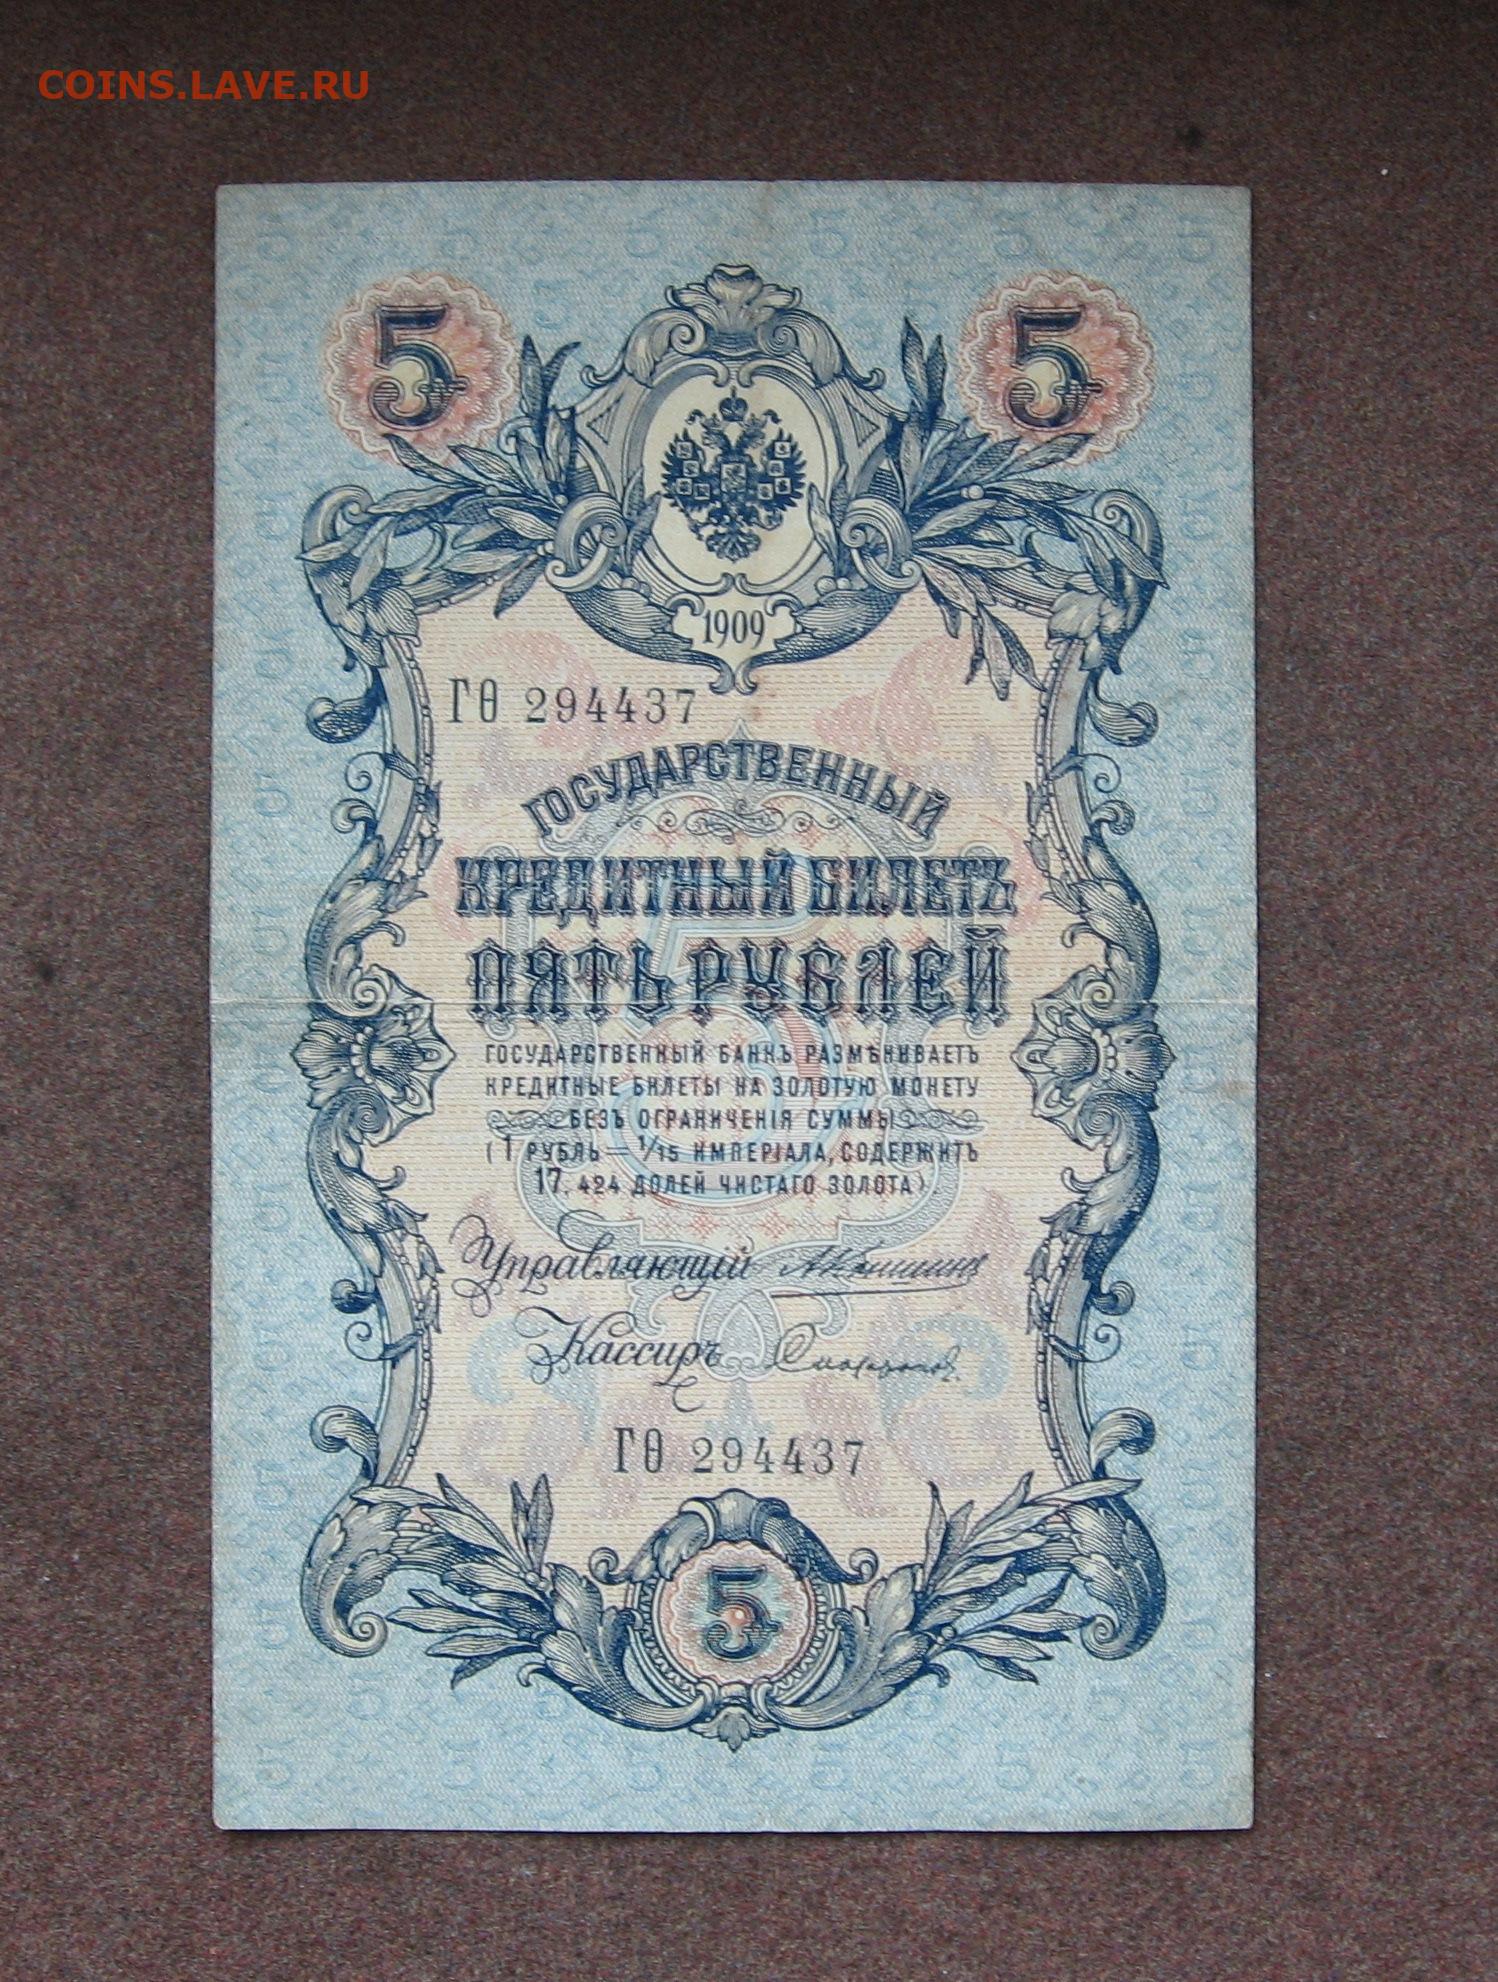 COINS.LAVE.RU
5 5
1909
ГѲ 294437
ГОСУДАРСТВЕННЫЙ
КРЕДИТНЫЙ БИЛЕТЪ
ПЯТЬ РУБЛЕЙ
ГОСУДАРСТВЕННЫЙ БАНКЪ РАЗМѢНИВАЕТЪ
КРЕДИТНЫЕ БИЛЕТЫ НА ЗОЛОТУЮ МОНЕТУ
БЕЗЪ ОГРАНИЧЕНІЯ СУММЫ
(1 РУБЛЬ = 1/15 ИМПЕРІАЛА, СОДЕРЖИТЪ
17,424 ДОЛЕЙ ЧИСТАГО ЗОЛОТА)
Управляющій
Кассиръ
ГѲ 294437
5